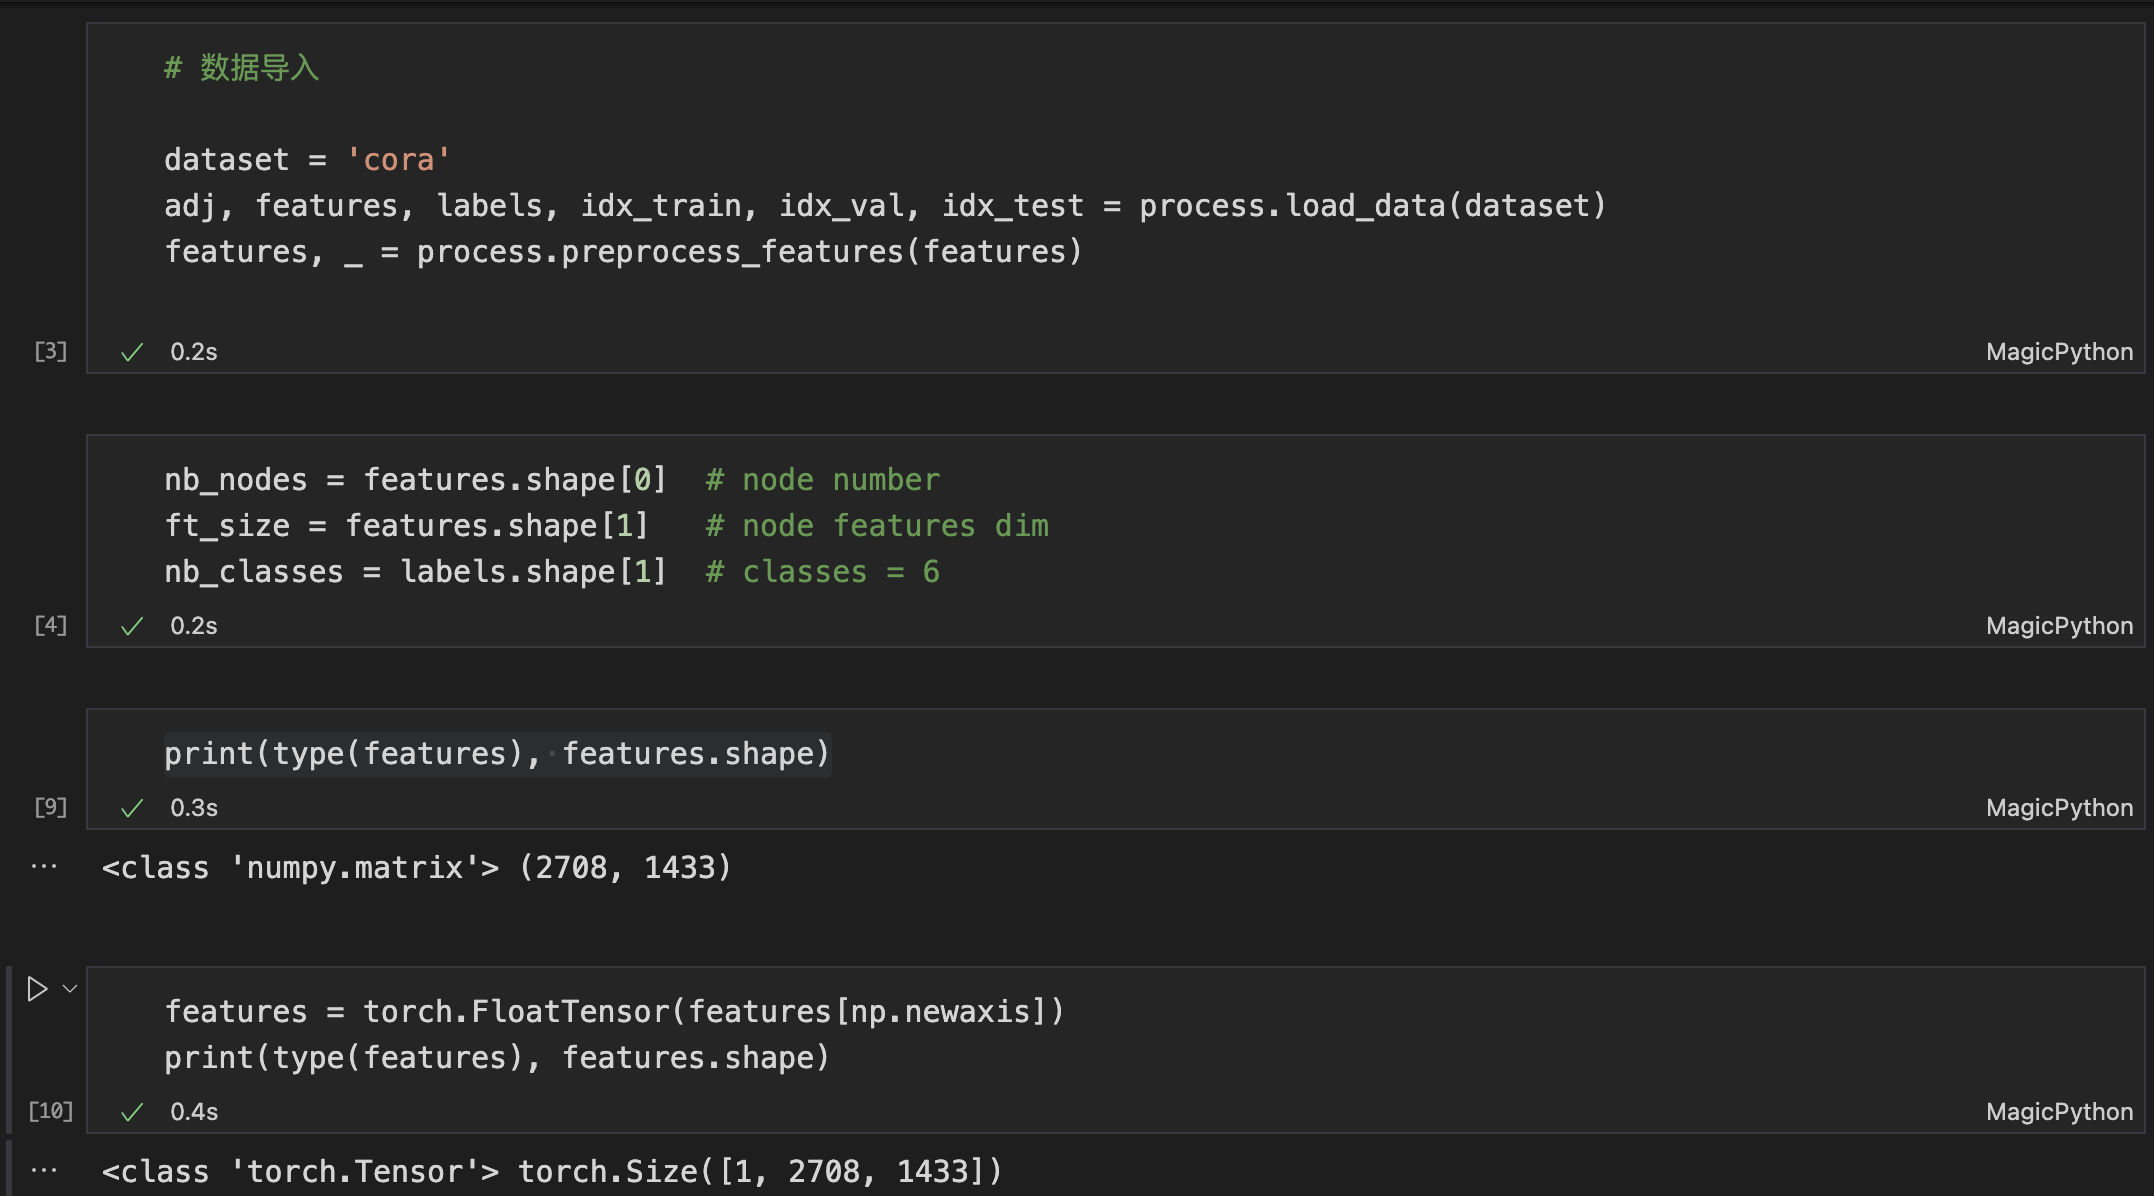 # 数据导入
dataset = 'cora'
adj, features, labels, idx_train, idx_val, idx_test = process.load_data(dataset)
features, _ = process.preprocess_features(features)
[3] 0.2s MagicPython
nb_nodes = features.shape[0]  # node number
ft_size = features.shape[1]   # node features dim
nb_classes = labels.shape[1]  # classes = 6
[4] 0.2s MagicPython
print(type(features), features.shape)
[9] 0.3s MagicPython
... <class 'numpy.matrix'> (2708, 1433)
features = torch.FloatTensor(features[np.newaxis])
print(type(features), features.shape)
[10] 0.4s MagicPython
... <class 'torch.Tensor'> torch.Size([1, 2708, 1433])